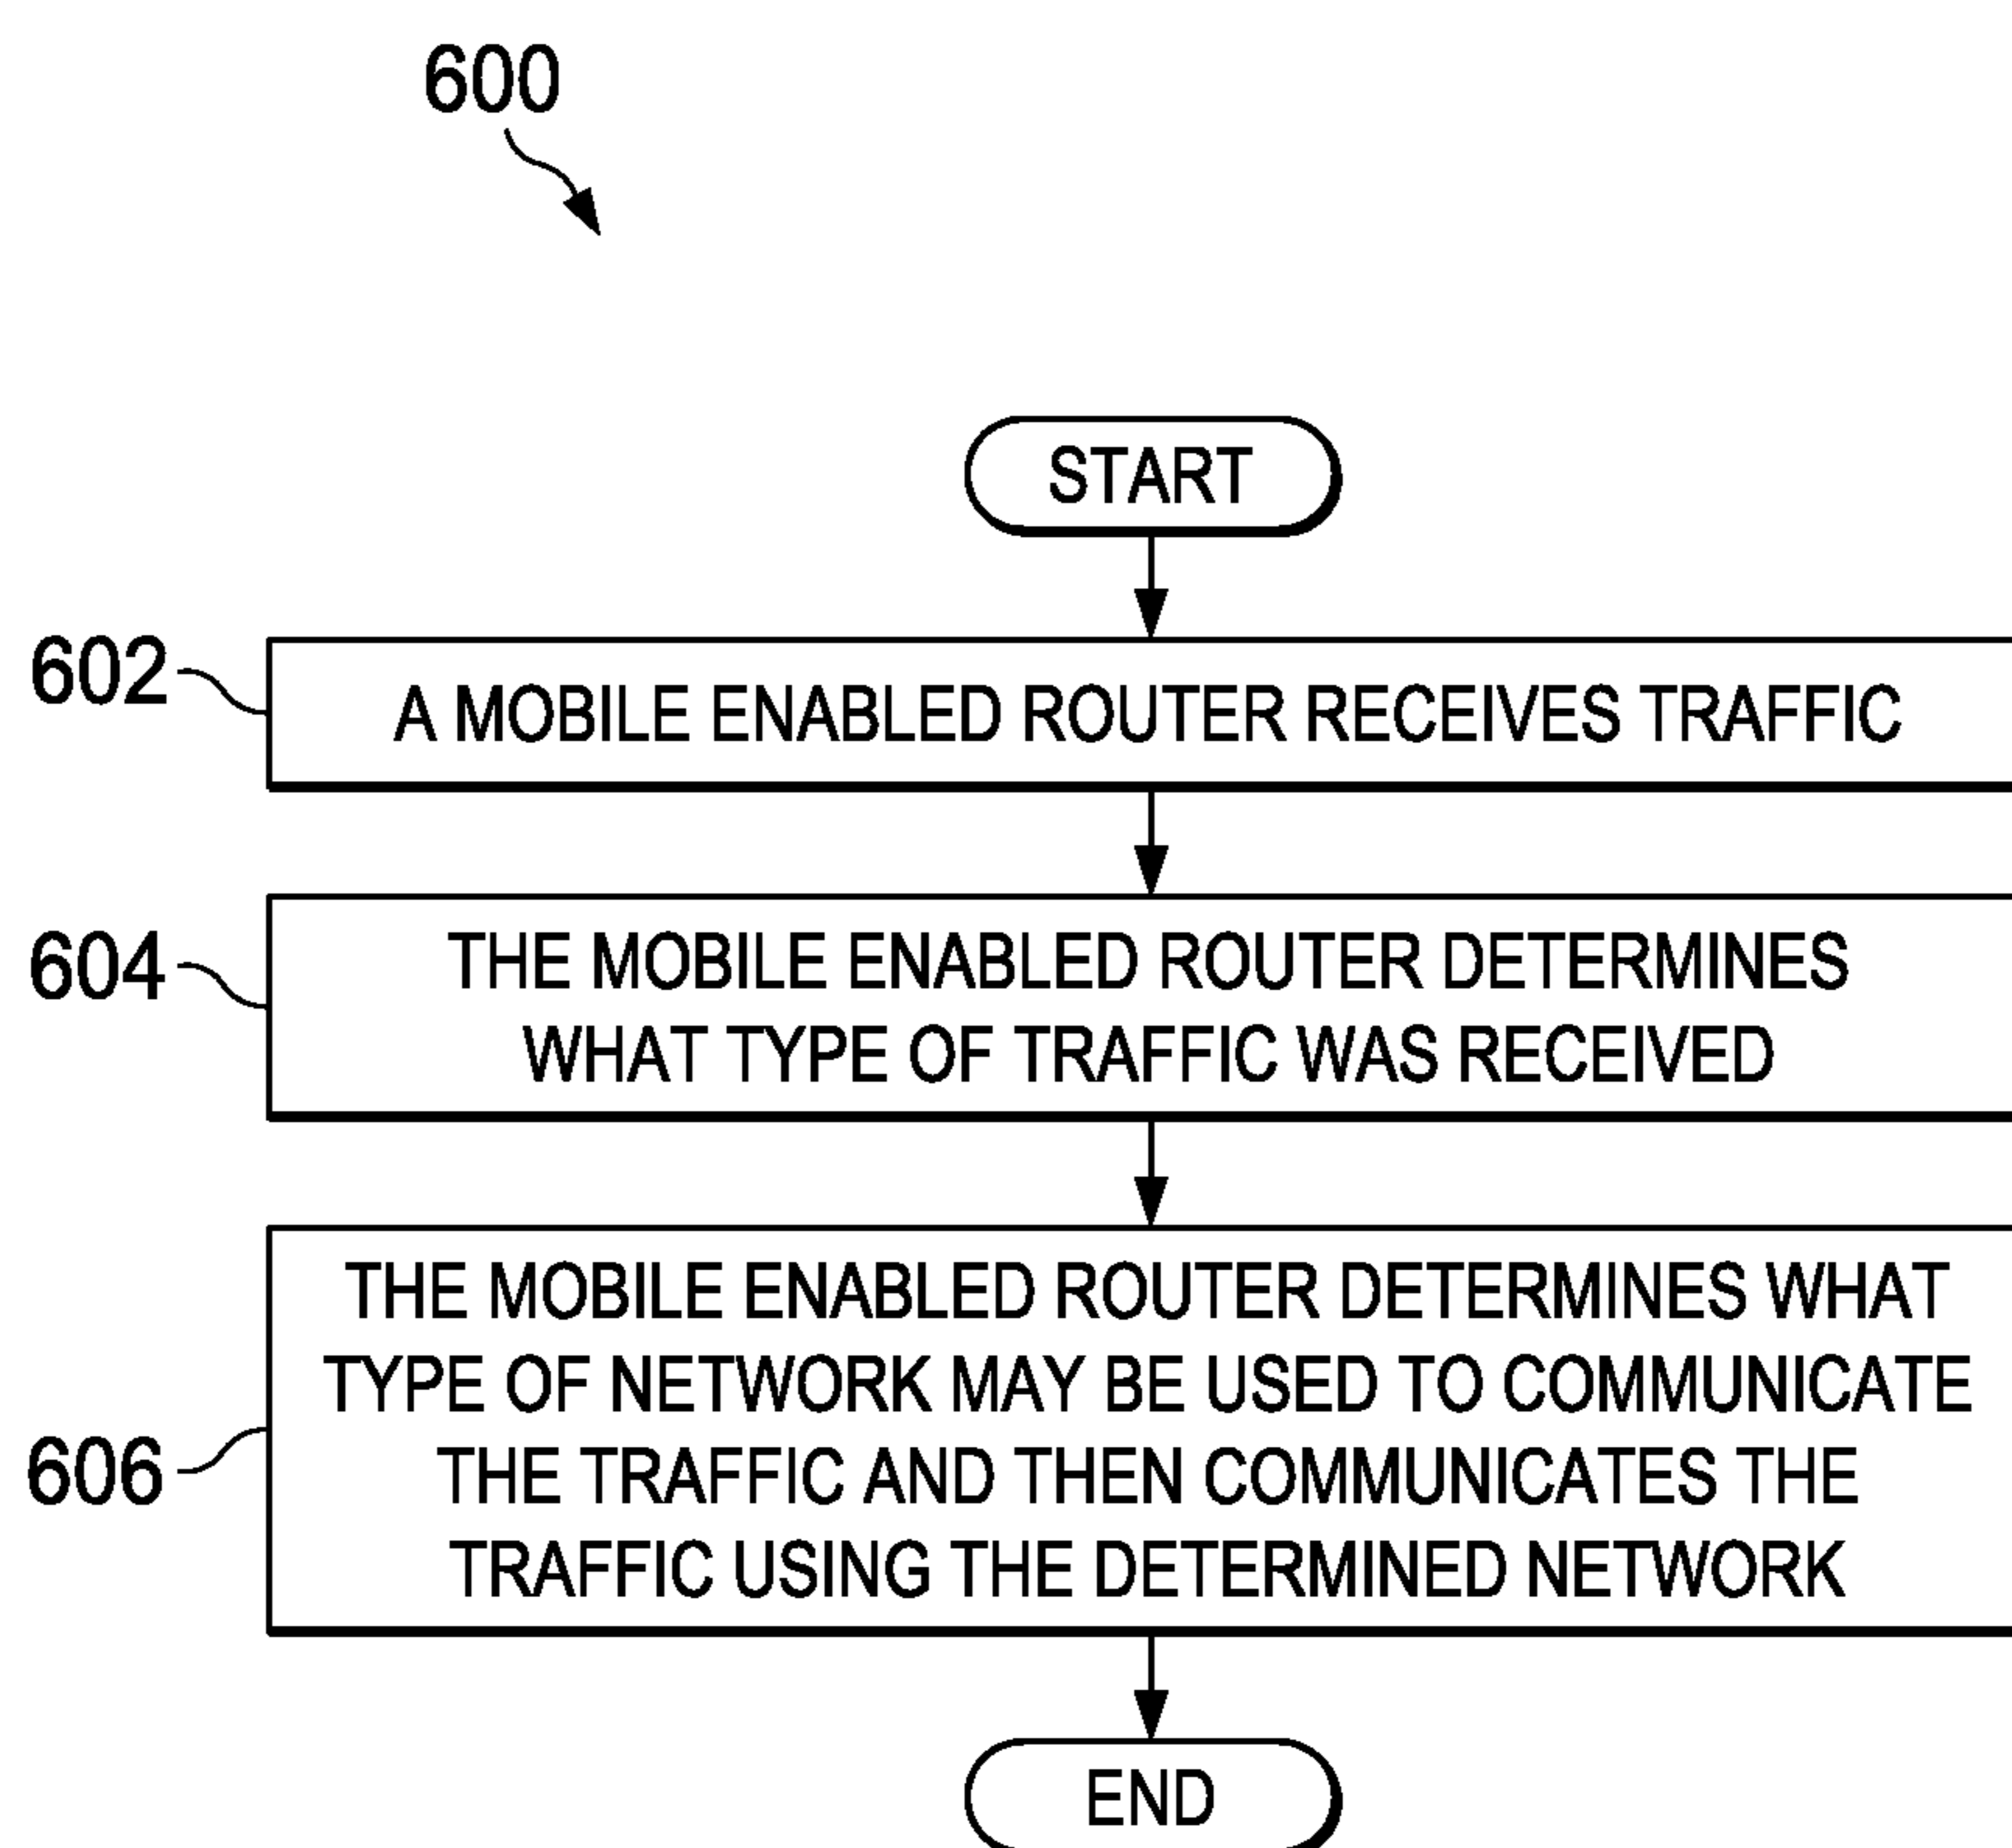 600
START
602
A MOBILE ENABLED ROUTER RECEIVES TRAFFIC
604
THE MOBILE ENABLED ROUTER DETERMINES
WHAT TYPE OF TRAFFIC WAS RECEIVED
606
THE MOBILE ENABLED ROUTER DETERMINES WHAT
TYPE OF NETWORK MAY BE USED TO COMMUNICATE
THE TRAFFIC AND THEN COMMUNICATES THE
TRAFFIC USING THE DETERMINED NETWORK
END